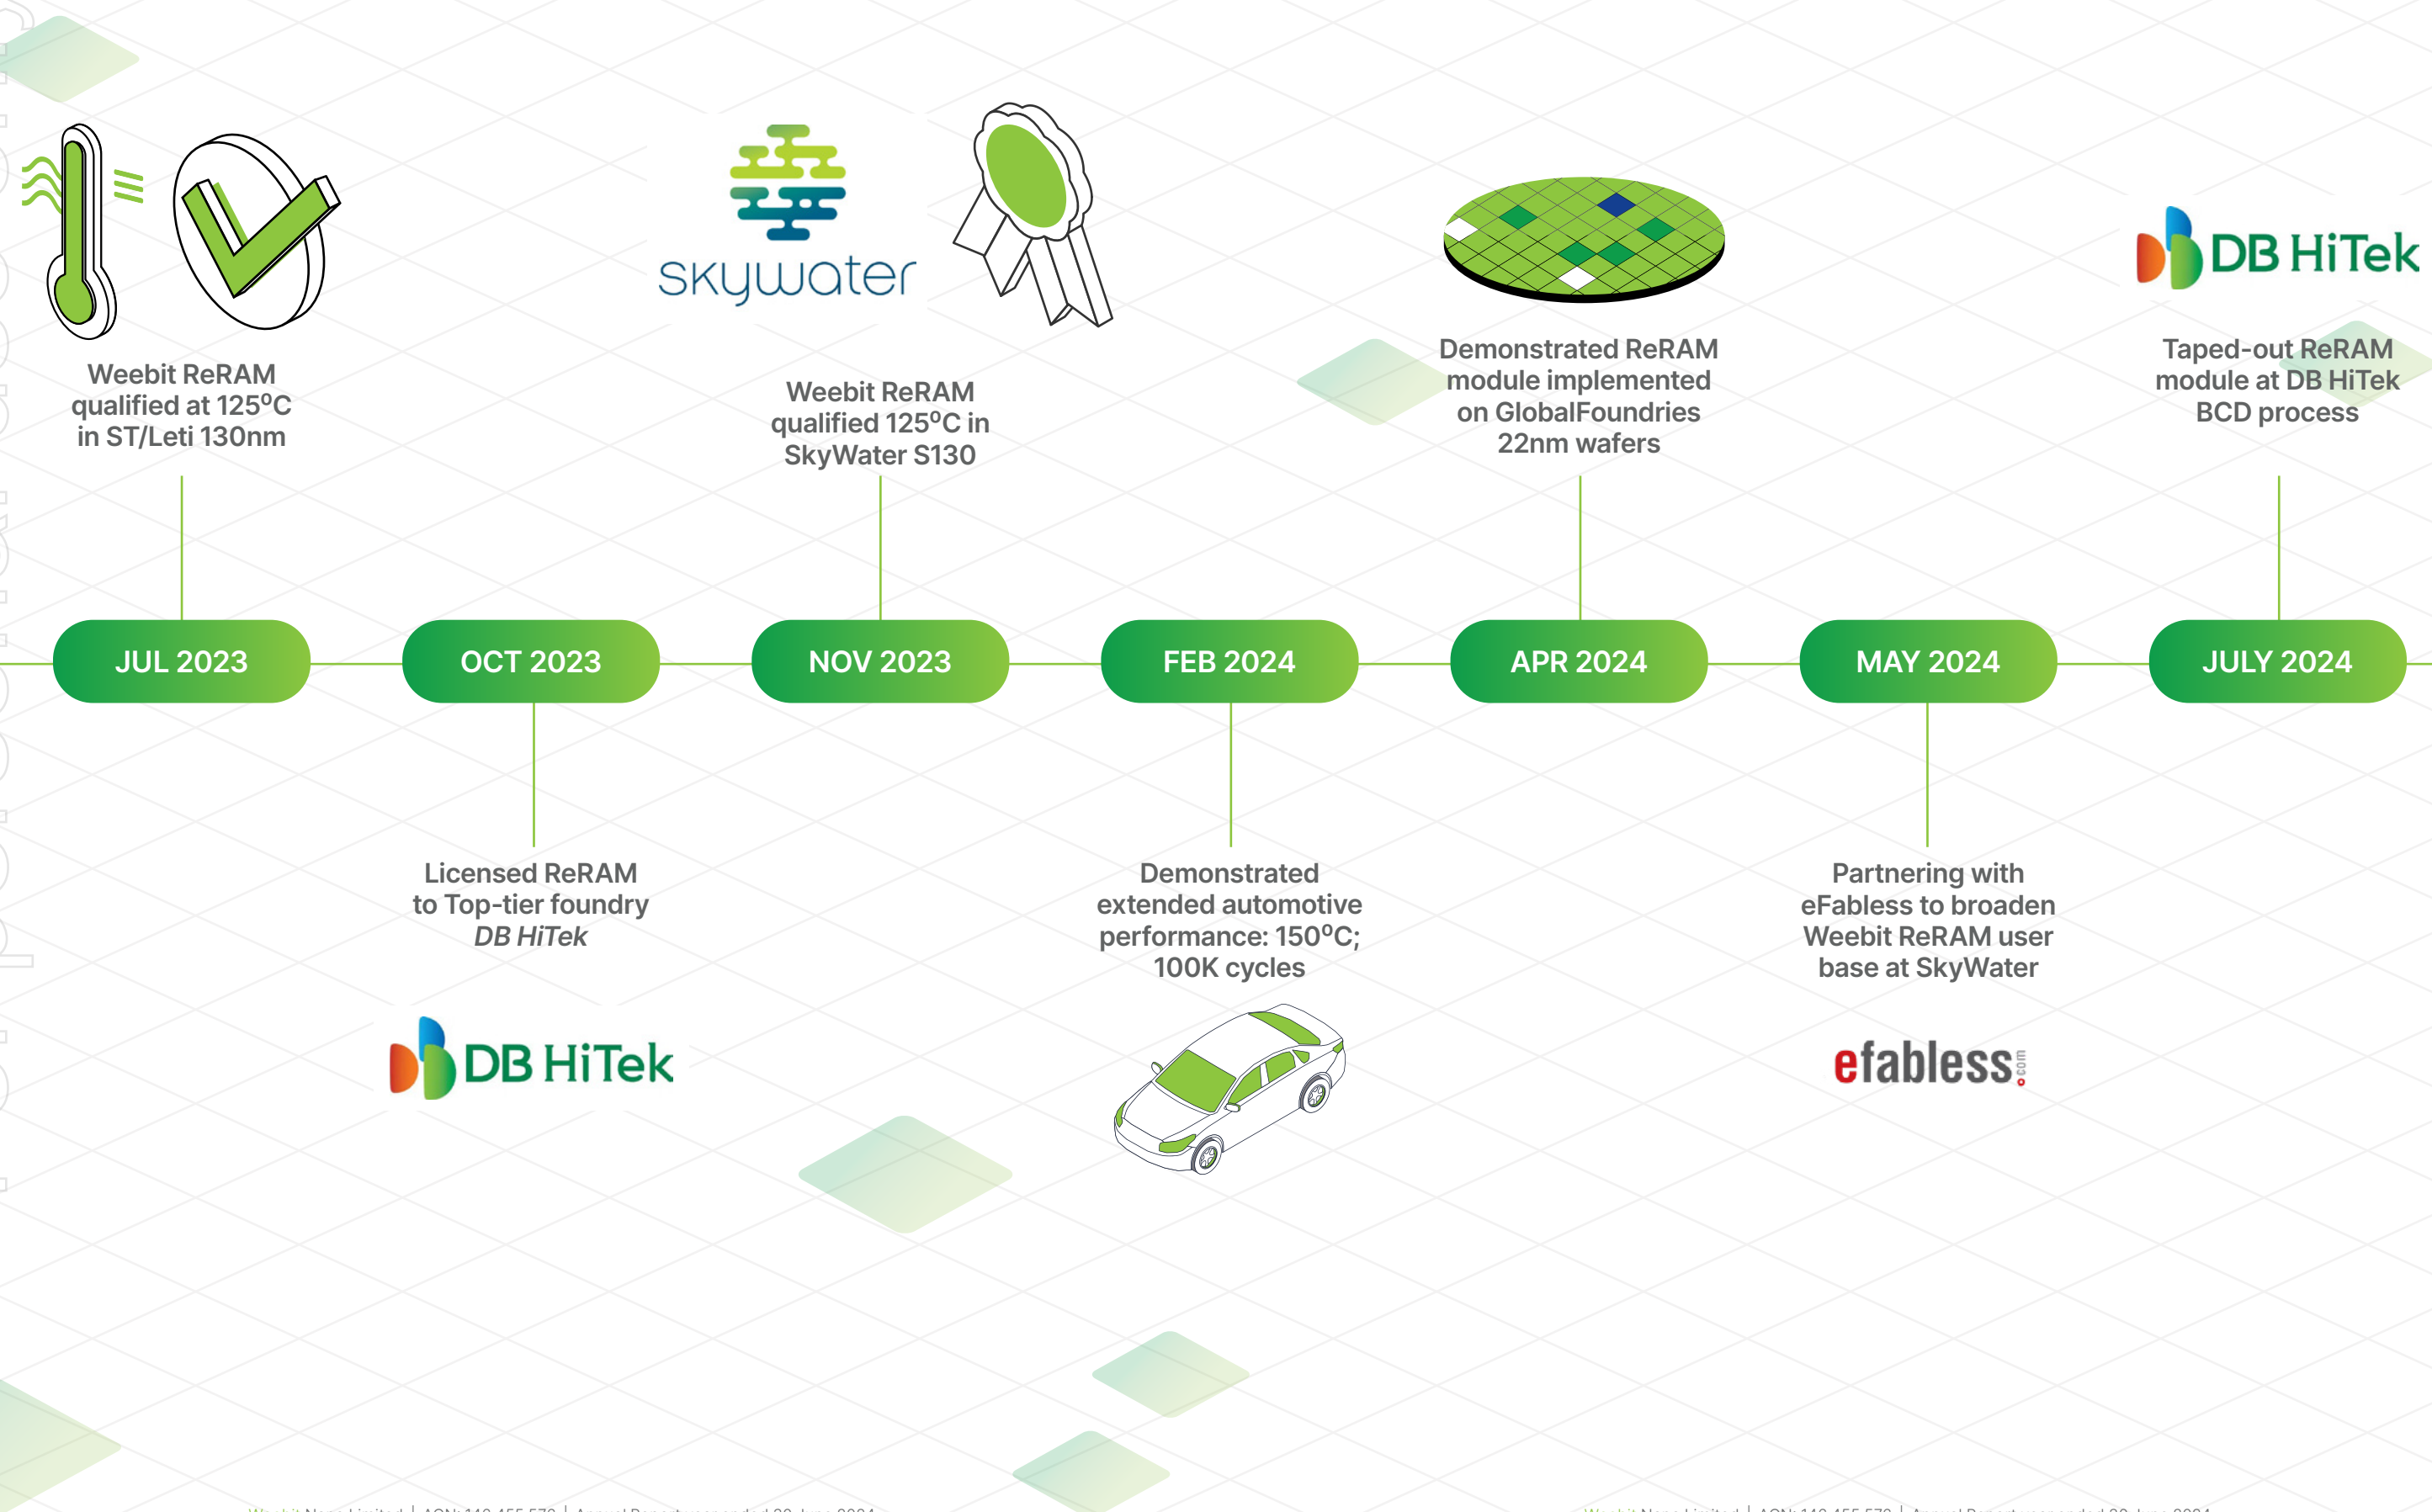 skywater
DB HiTek
Weebit ReRAM
qualified at 125⁰C
in ST/Leti 130nm
Weebit ReRAM
qualified 125⁰C in
SkyWater S130
Demonstrated ReRAM
module implemented
on GlobalFoundries
22nm wafers
Taped-out ReRAM
module at DB HiTek
BCD process
JUL 2023
OCT 2023
NOV 2023
FEB 2024
APR 2024
MAY 2024
JULY 2024
Licensed ReRAM
to Top-tier foundry
DB HiTek
Demonstrated
extended automotive
performance: 150⁰C;
100K cycles
Partnering with
eFabless to broaden
Weebit ReRAM user
base at SkyWater
DB HiTek
efabless.com